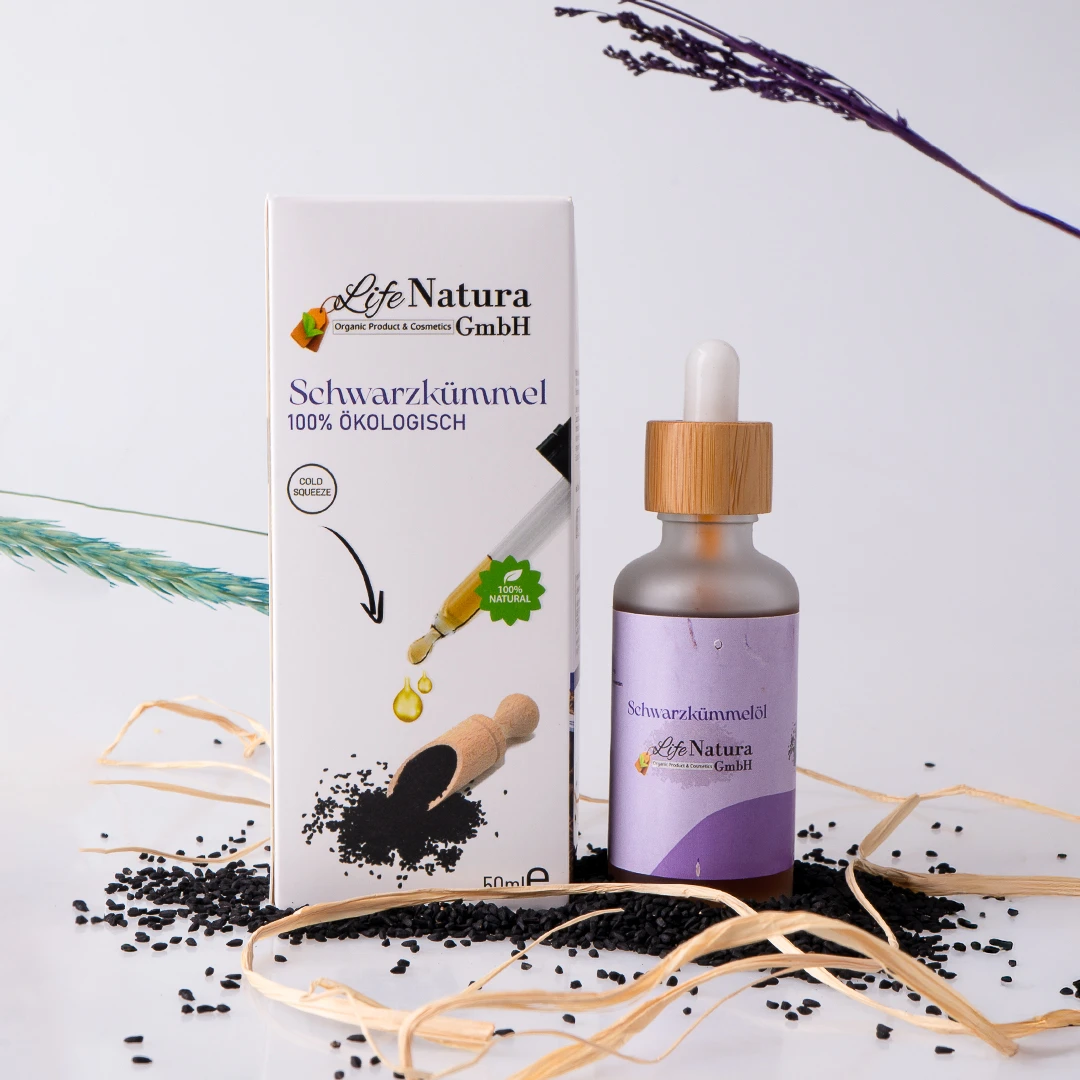 Life Natura
Organic Product & Cosmetics GmbH
Schwarzkümmel
100% ÖKOLOGISCH
COLD
SQUEEZE
100%
NATURAL
50ml e
Schwarzkümmelöl
Life Natura
Organic Product & Cosmetics GmbH